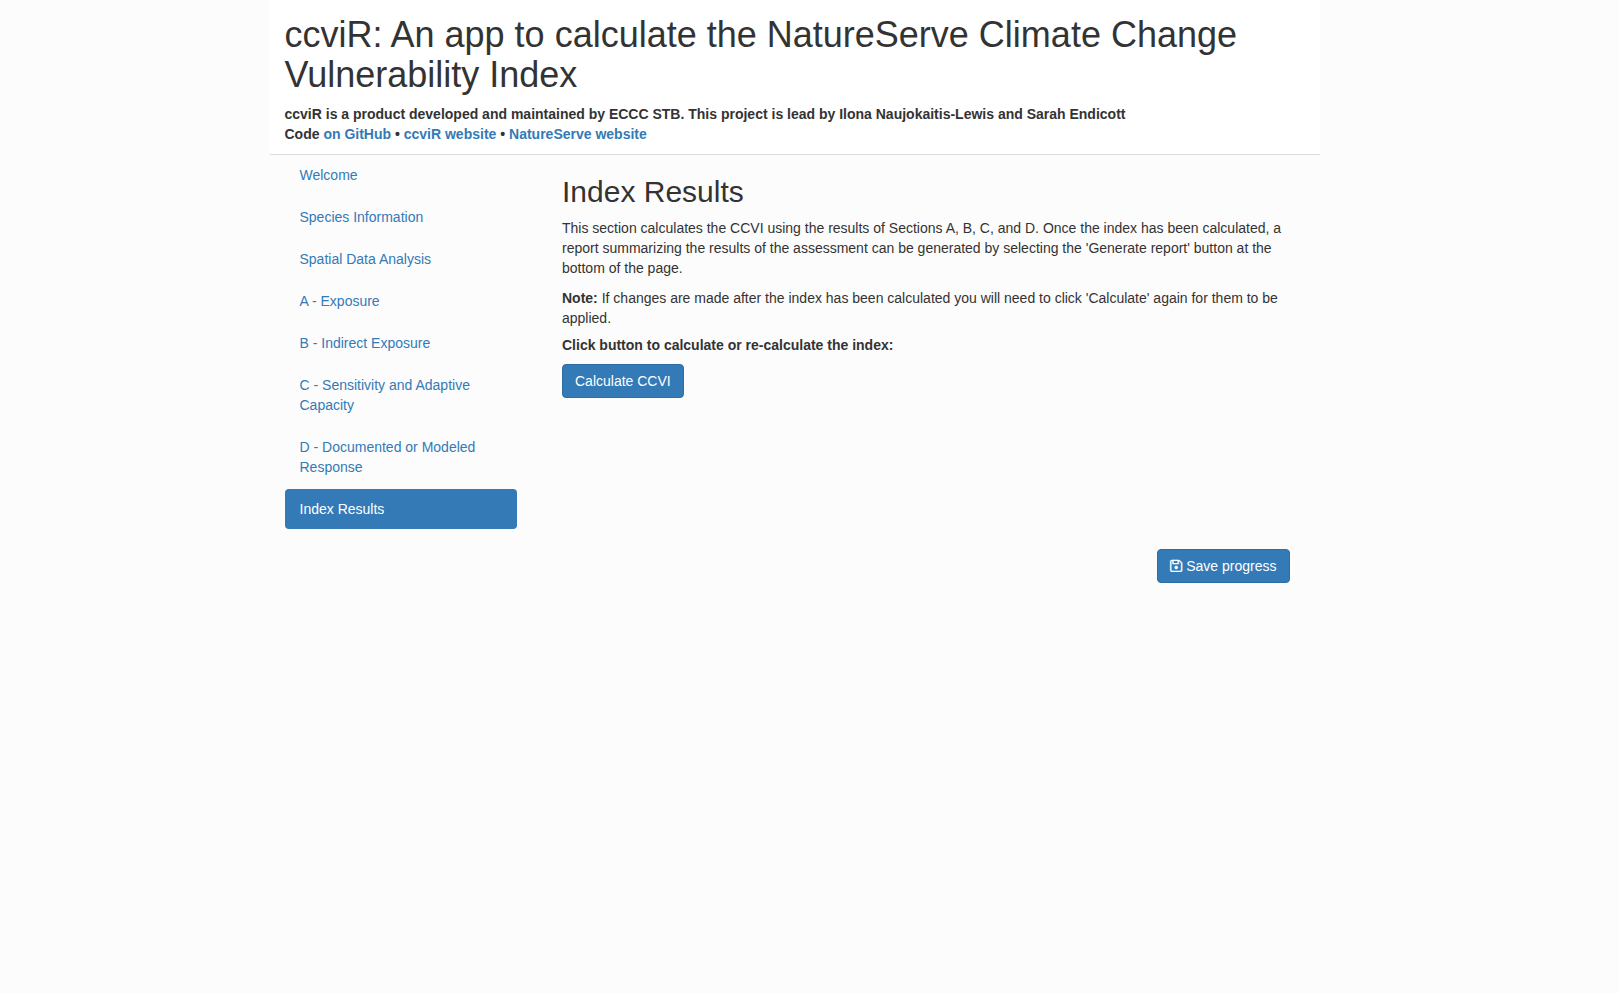 ccviR: An app to calculate the NatureServe Climate Change
Vulnerability Index
ccviR is a product developed and maintained by ECCC STB. This project is lead by Ilona Naujokaitis-Lewis and Sarah Endicott
Code on GitHub • ccviR website • NatureServe website
Welcome
Species Information
Spatial Data Analysis
A - Exposure
B - Indirect Exposure
C - Sensitivity and Adaptive
Capacity
D - Documented or Modeled
Response
Index Results
Index Results
This section calculates the CCVI using the results of Sections A, B, C, and D. Once the index has been calculated, a
report summarizing the results of the assessment can be generated by selecting the 'Generate report' button at the
bottom of the page.
Note: If changes are made after the index has been calculated you will need to click 'Calculate' again for them to be
applied.
Click button to calculate or re-calculate the index:
Calculate CCVI
Save progress